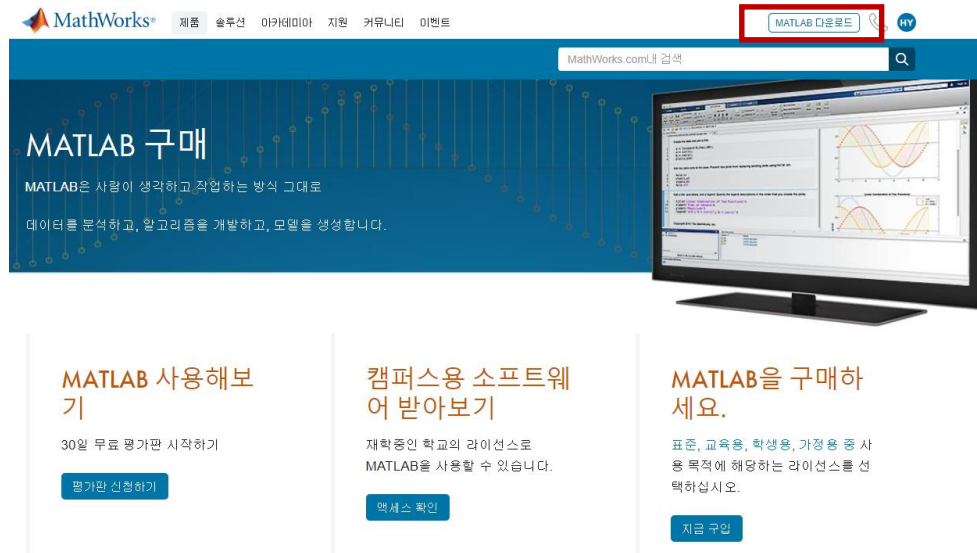 MathWorks®
제품 솔루션 아카데미아 지원 커뮤니티 이벤트
MATLAB 다운로드
HY
MathWorks.com내 검색
MATLAB 구매
MATLAB은 사람이 생각하고 작업하는 방식 그대로
데이터를 분석하고, 알고리즘을 개발하고, 모델을 생성합니다.
MATLAB 사용해보
기
30일 무료 평가판 시작하기
평가판 신청하기
캠퍼스용 소프트웨
어 받아보기
재학중인 학교의 라이선스로
MATLAB을 사용할 수 있습니다.
액세스 확인
MATLAB을 구매하
세요.
표준, 교육용, 학생용, 가정용 중 사
용 목적에 해당하는 라이선스를 선
택하십시오.
지금 구입